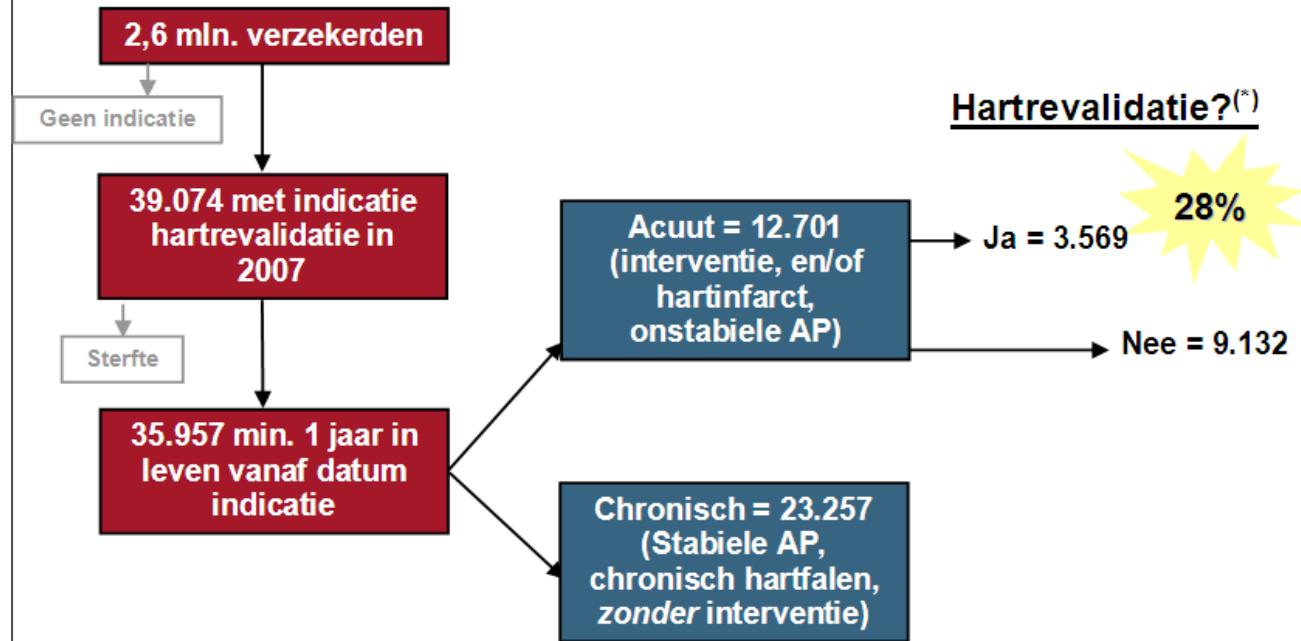 2,6 mln. verzekerden
Geen indicatie
39.074 met indicatie
hartrevalidatie in
2007
Sterfte
35.957 min. 1 jaar in
leven vanaf datum
indicatie
Acuut = 12.701
(interventie, en/of
hartinfarct,
onstabiele AP)
Chronisch = 23.257
(Stabiele AP,
chronisch hartfalen,
zonder interventie)
Hartrevalidatie?(*)
28%
Ja = 3.569
Nee = 9.132